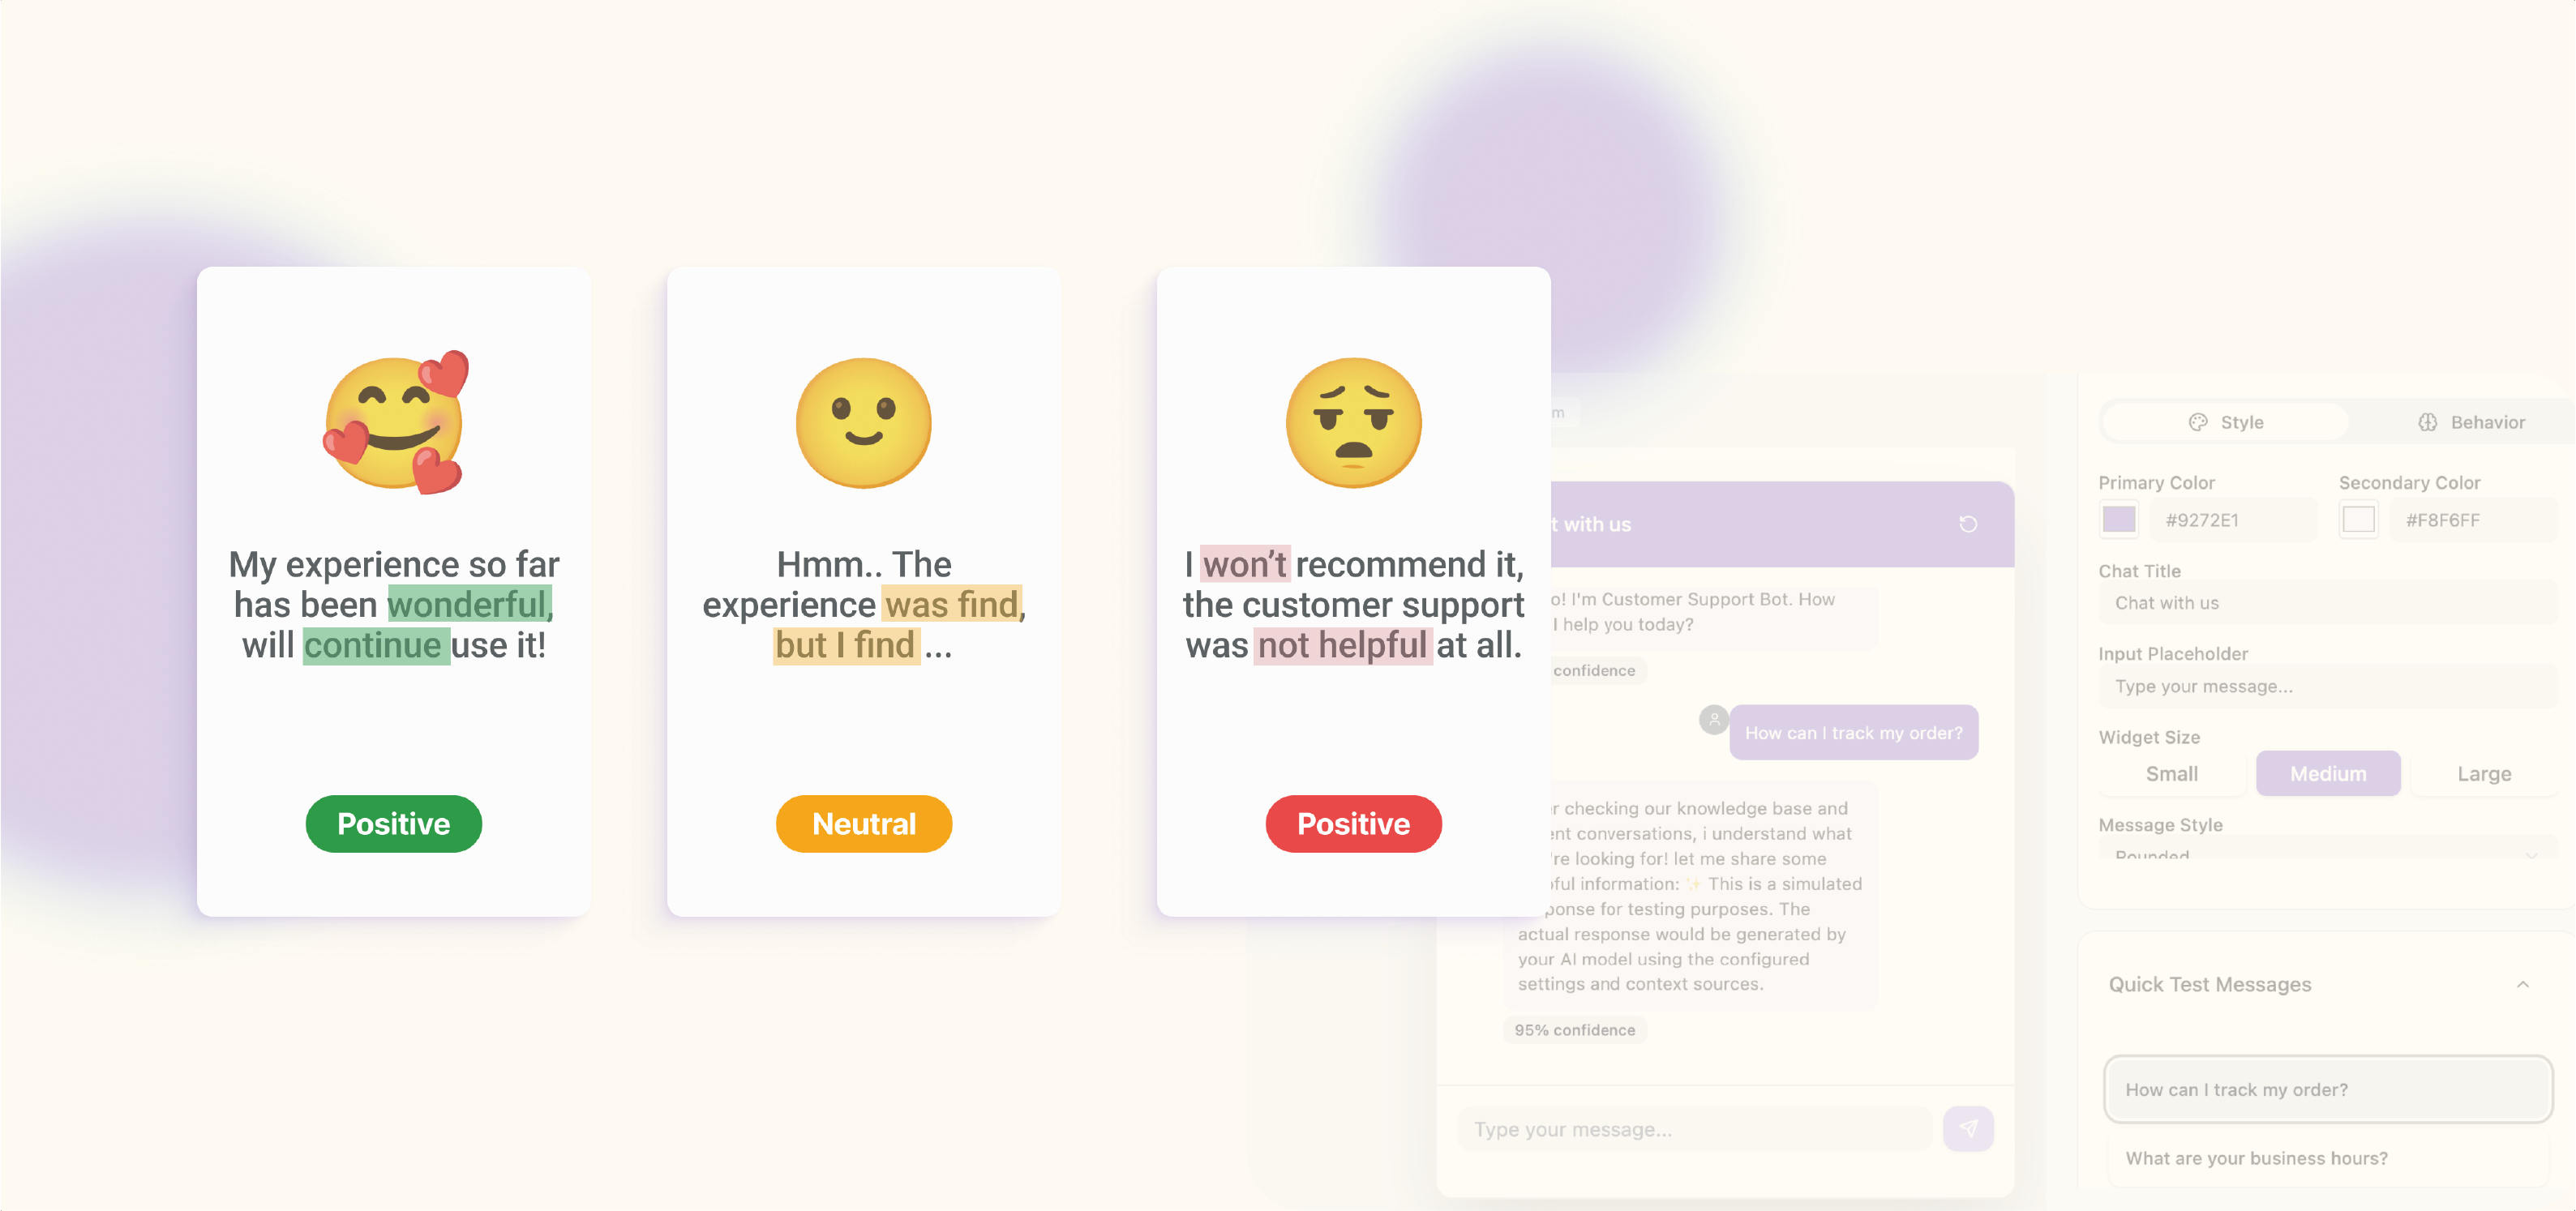 My experience so far
has been wonderful,
will continue use it!
Positive
Hmm.. The
experience was find,
but I find ...
Neutral
I won’t recommend it,
the customer support
was not helpful at all.
Positive
with us
I'm Customer Support Bot. How
I help you today?
confidence
How can I track my order?
checking our knowledge base and
conversations, i understand what
looking for! let me share some
information: ✨ This is a simulated
for testing purposes. The
actual response would be generated by
your AI model using the configured
settings and context sources.
95% confidence
Type your message...
Style
Behavior
Primary Color
Secondary Color
#9272E1
#F8F6FF
Chat Title
Chat with us
Input Placeholder
Type your message...
Widget Size
Small
Medium
Large
Message Style
Rounded
Quick Test Messages
How can I track my order?
What are your business hours?